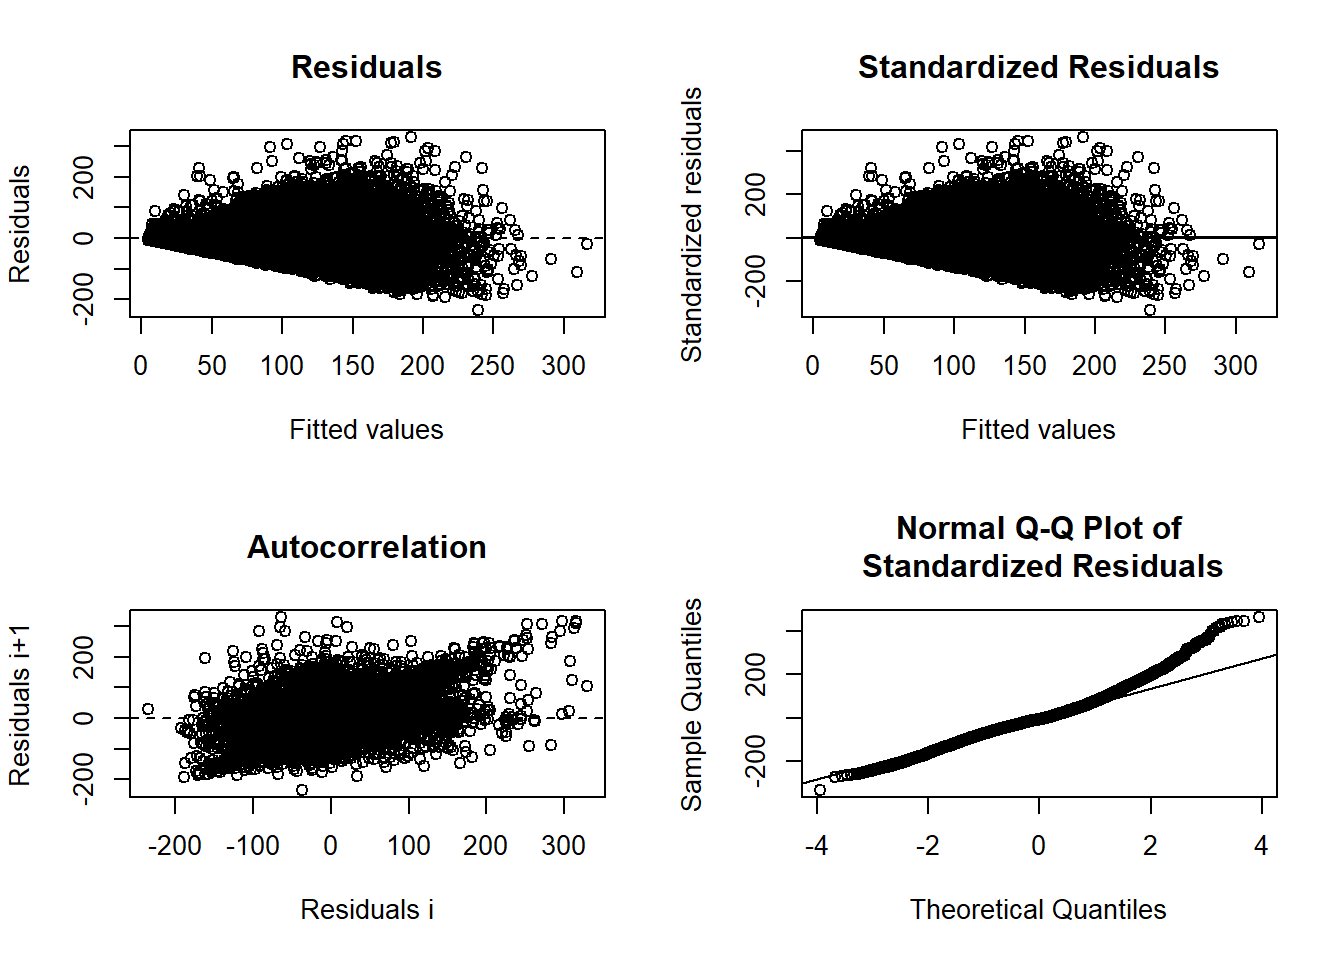 Residuals
Residuals
200
0
-200
0 50 100 150 200 250 300
Fitted values
Standardized Residuals
Standardized residuals
200
-200
0 50 100 150 200 250 300
Fitted values
Autocorrelation
Residuals i+1
200
0
-200
-200 -100 0 100 200 300
Residuals i
Normal Q-Q Plot of
Standardized Residuals
Sample Quantiles
200
-200
-4 -2 0 2 4
Theoretical Quantiles